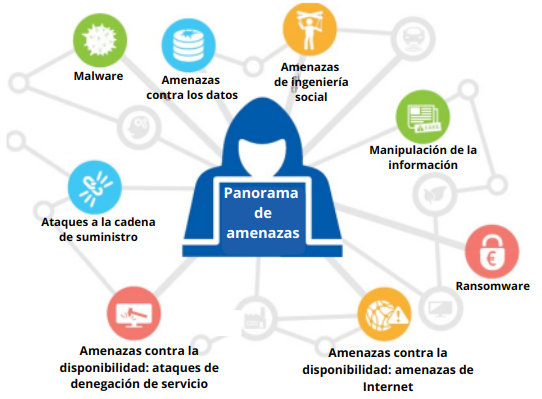 Malware
Amenazas
contra los datos
Amenazas
de ingeniería
social
FAKE
Manipulación de la
información
Panorama
de
amenazas
Ataques a la cadena
de suministro
€
Ransomware
Amenazas contra la
disponibilidad: ataques de
denegación de servicio
Amenazas contra la
disponibilidad: amenazas de
Internet